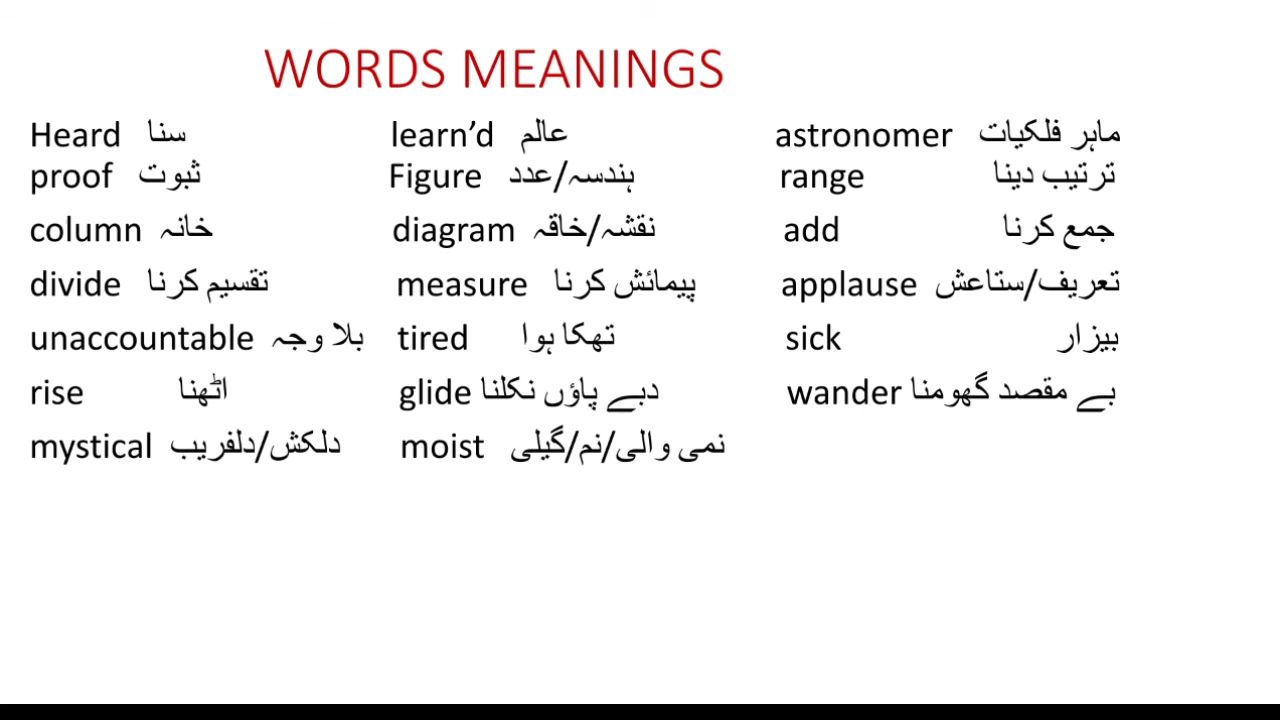 WORDS MEANINGS
Heard سنا learn’d عالم astronomer ماہر فلکیات
proof ثبوت Figure ہندسہ/عدد range ترتیب دینا
column خانہ diagram نقشہ/خاقہ add جمع کرنا
divide تقسیم کرنا measure پیمائش کرنا applause تعریف/ستاعش
unaccountable بلا وجہ tired تھکا ہوا sick بیزار
rise اٹھنا glide دبے پاؤں نکلنا wander بے مقصد گھومنا
mystical دلکش/دلفریب moist نمی والی/نم/گیلی